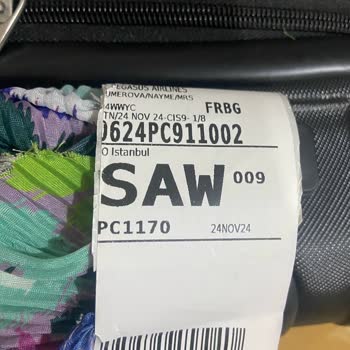 PEGASUS AIRLINES
UMEROVA/NAYME/MRS
4WWYC FRBG
TN/24 NOV 24-CIS9- 1/8
0624PC911002
O Istanbul
SAW 009
PC1170 24NOV24